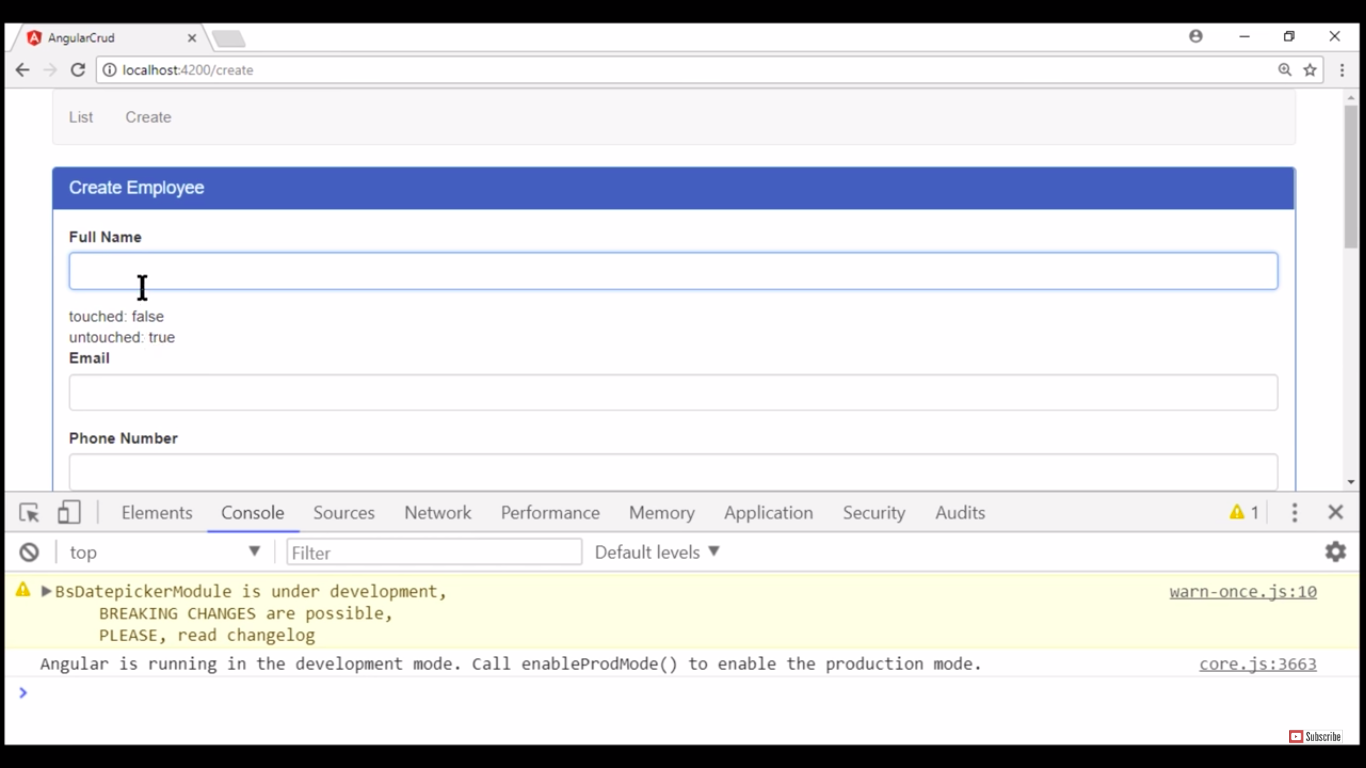 AngularCrud
localhost:4200/create
List Create
Create Employee
Full Name
touched: false
untouched: true
Email
Phone Number
Elements Console Sources Network Performance Memory Application Security Audits 1
top Filter Default levels
BsDatepickerModule is under development, warn-once.js:10
BREAKING CHANGES are possible,
PLEASE, read changelog
Angular is running in the development mode. Call enableProdMode() to enable the production mode. core.js:3663
Subscribe